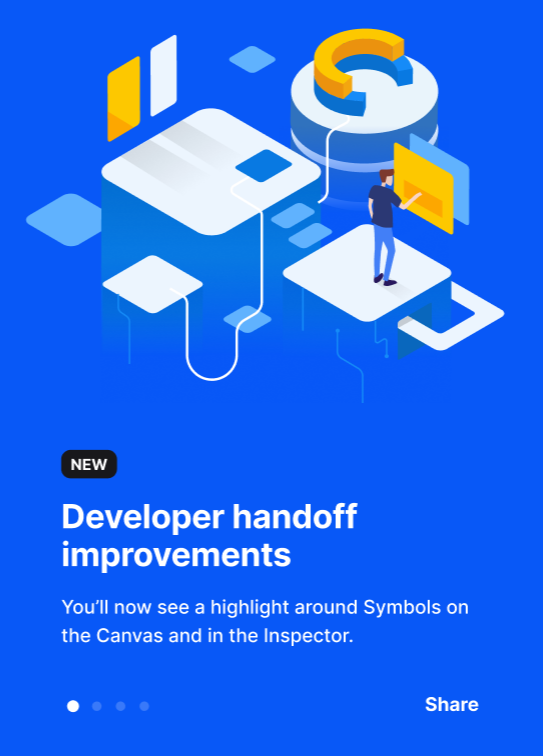 NEW
Developer handoff
improvements
You’ll now see a highlight around Symbols on
the Canvas and in the Inspector.
Share